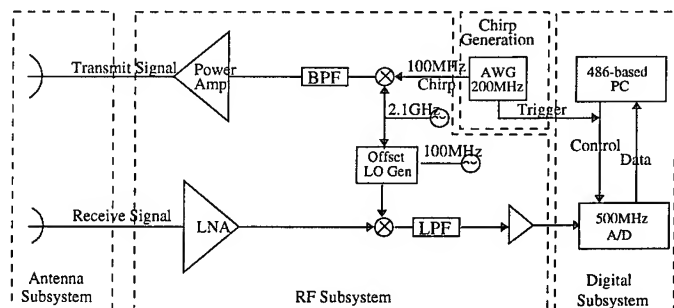 Chirp
Generation
Transmit Signal
Power
Amp
BPF
100MHz
Chirp
AWG
200MHz
486-based
PC
Trigger
2.1GHz
Offset
LO Gen
100MHz
Control
Data
Receive Signal
LNA
LPF
500MHz
A/D
Antenna
Subsystem
RF Subsystem
Digital
Subsystem